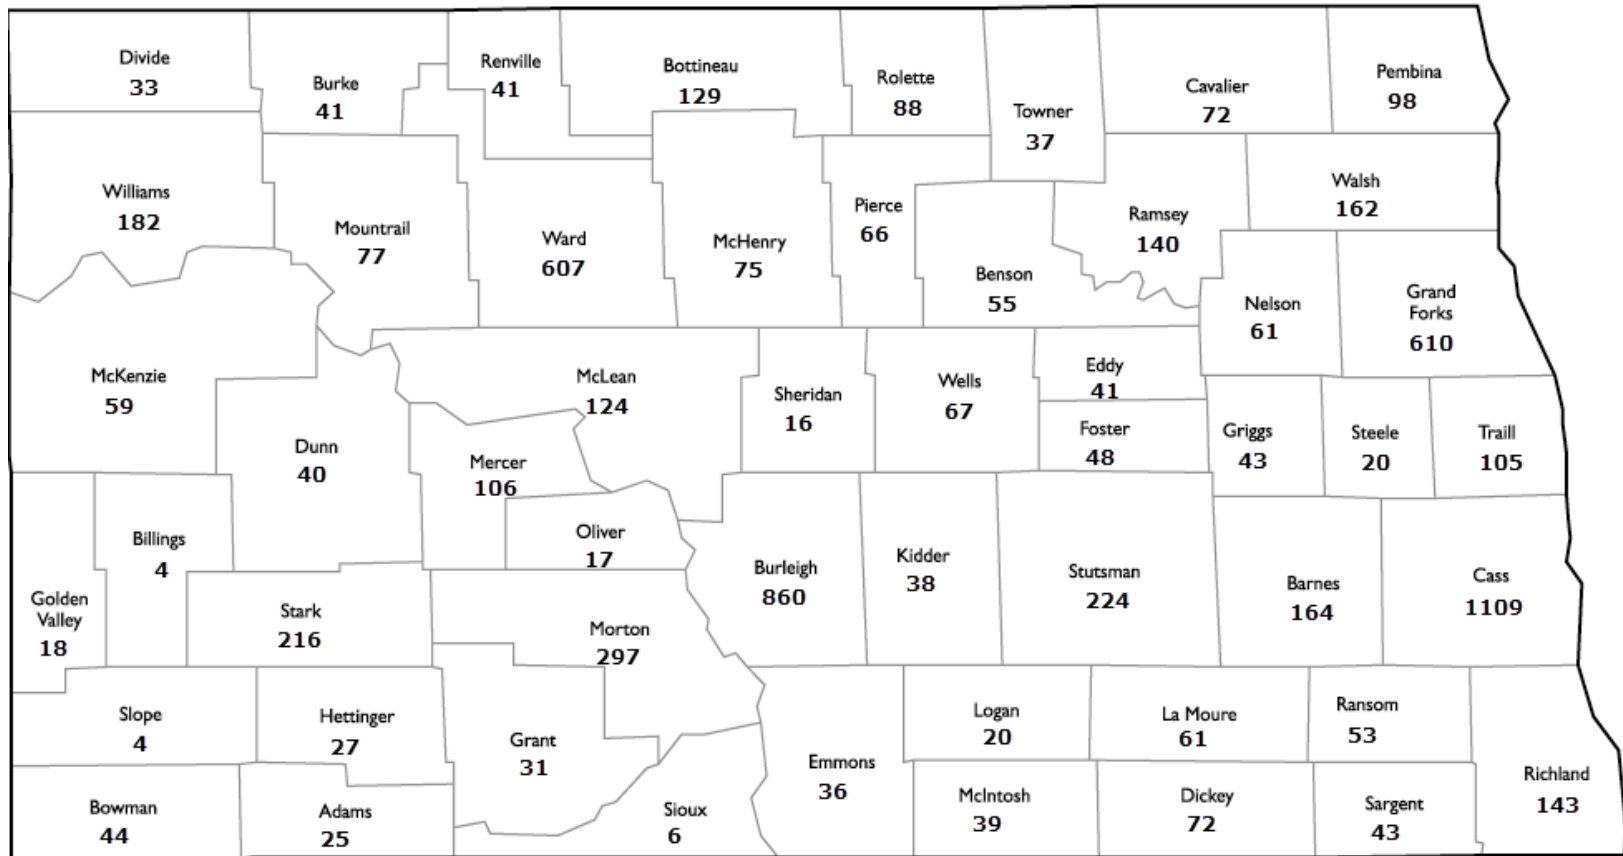 Divide
33
Burke
41
Renville
41
Bottineau
129
Rolette
88
Towner
37
Cavalier
72
Pembina
98
Williams
182
Mountrail
77
Ward
607
McHenry
75
Pierce
66
Benson
55
Ramsey
140
Walsh
162
Nelson
61
Grand
Forks
610
McKenzie
59
Dunn
40
McLean
124
Mercer
106
Oliver
17
Sheridan
16
Wells
67
Eddy
41
Foster
48
Griggs
43
Steele
20
Traill
105
Golden
Valley
18
Billings
4
Stark
216
Morton
297
Burleigh
860
Kidder
38
Stutsman
224
Barnes
164
Cass
1109
Slope
4
Hettinger
27
Grant
31
Bowman
44
Adams
25
Sioux
6
Emmons
36
Logan
20
La Moure
61
Ransom
53
McIntosh
39
Dickey
72
Sargent
43
Richland
143